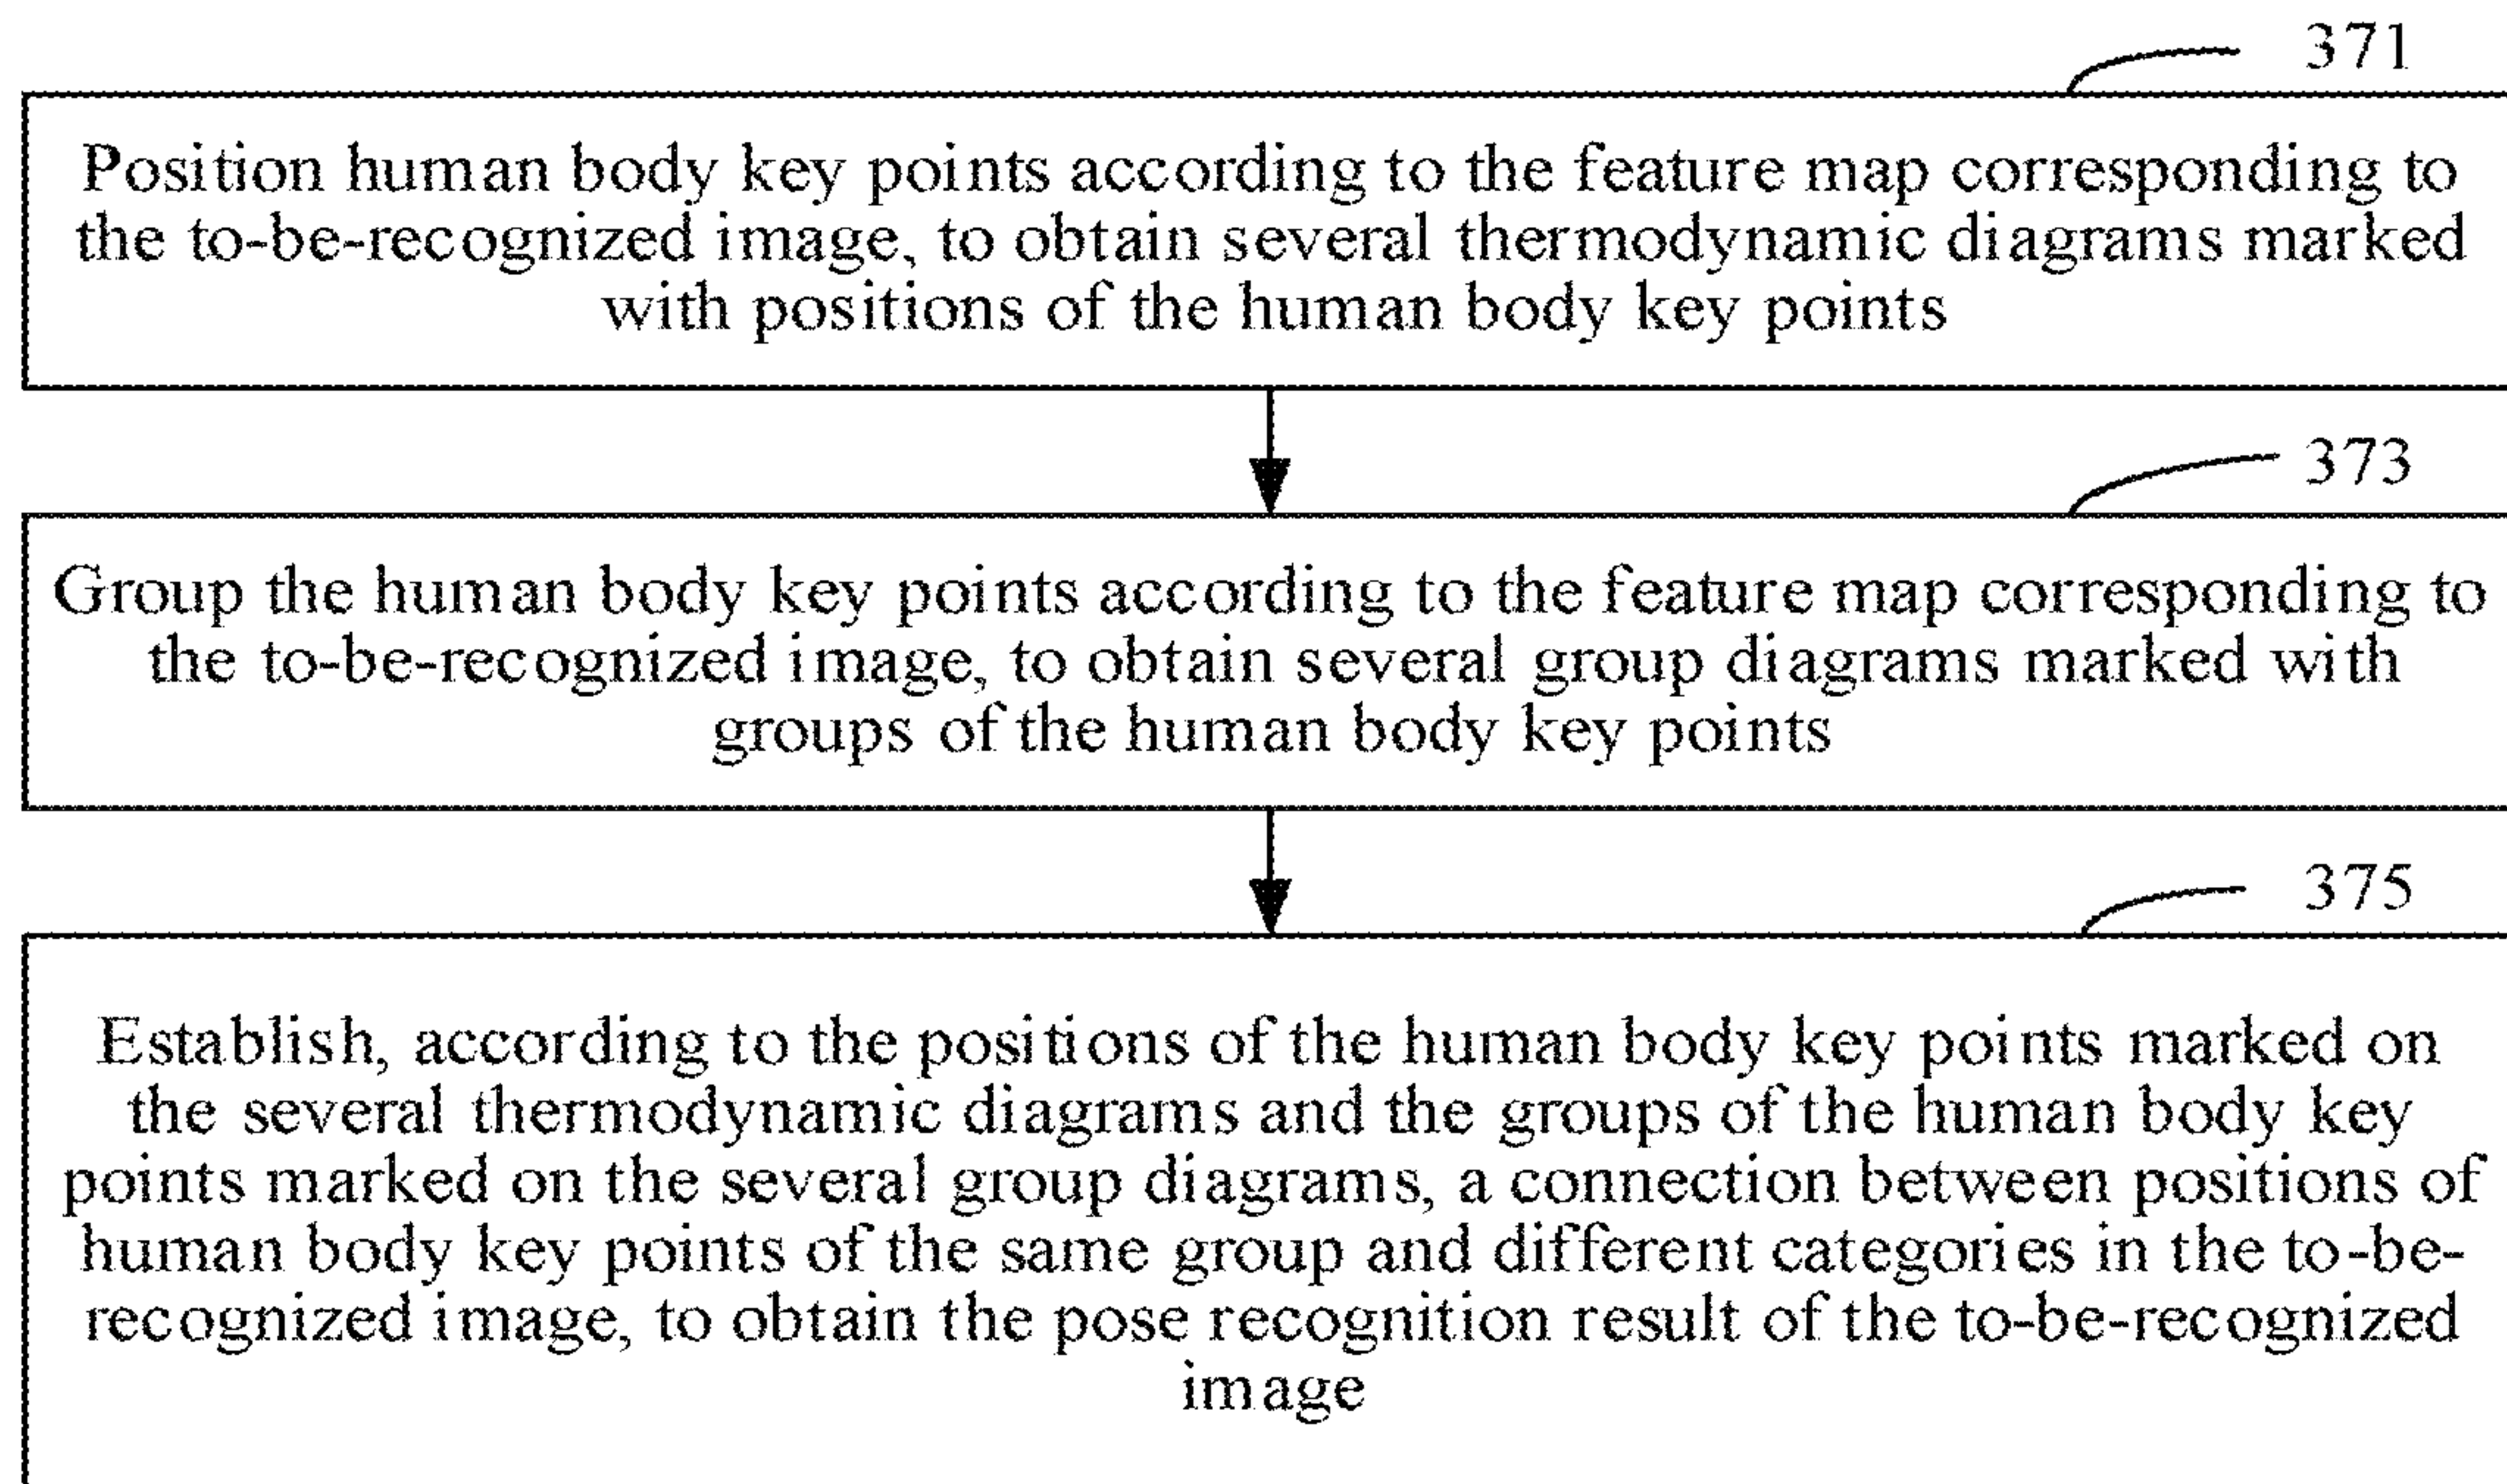 371
Position human body key points according to the feature map corresponding to
the to-be-recognized image, to obtain several thermodynamic diagrams marked
with positions of the human body key points
373
Group the human body key points according to the feature map corresponding to
the to-be-recognized image, to obtain several group diagrams marked with
groups of the human body key points
375
Establish, according to the positions of the human body key points marked on
the several thermodynamic diagrams and the groups of the human body key
points marked on the several group diagrams, a connection between positions of
human body key points of the same group and different categories in the to-be-
recognized image, to obtain the pose recognition result of the to-be-recognized
image